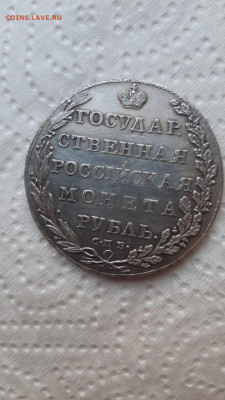 COINS.LAVE.RU
ГОСУДАР
СТВЕННАЯ
РОССІЙСКАЯ
МОНЕТА
РУБЛЬ.
С.П.Б.